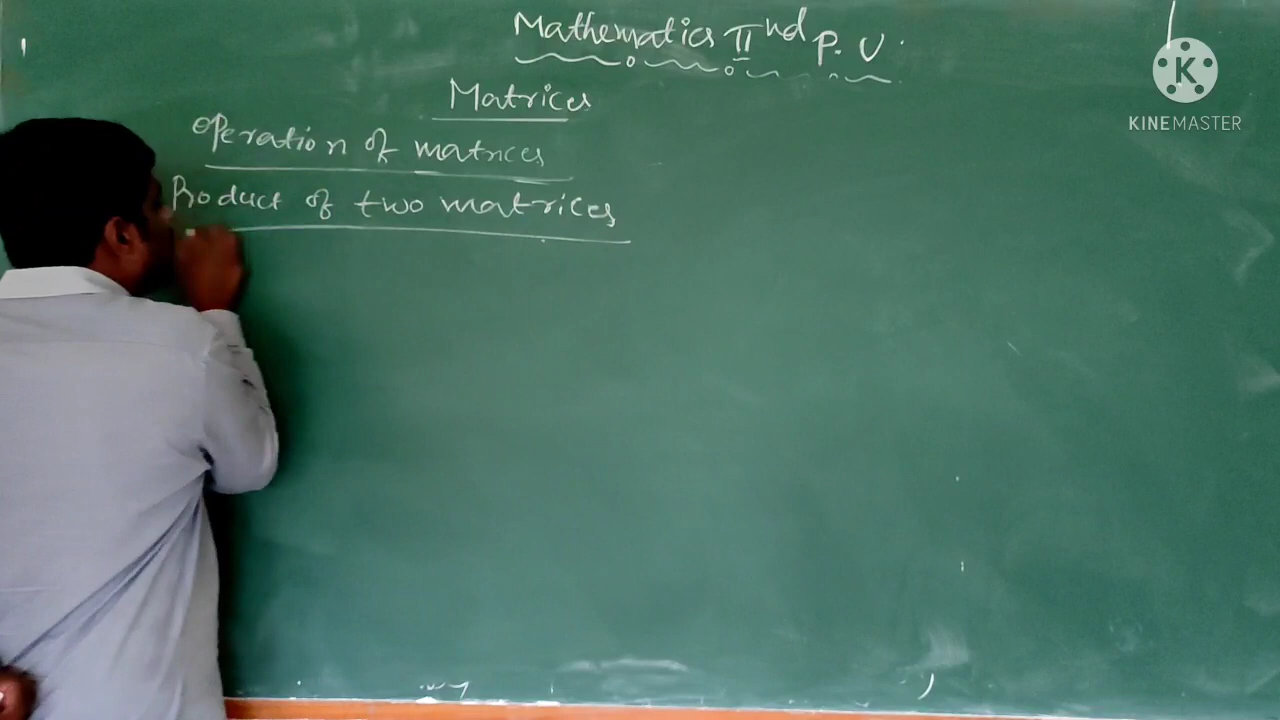 Mathematics IInd P.U.
Matrices
Operation of matrices
Product of two matrices
K
KINEMASTER